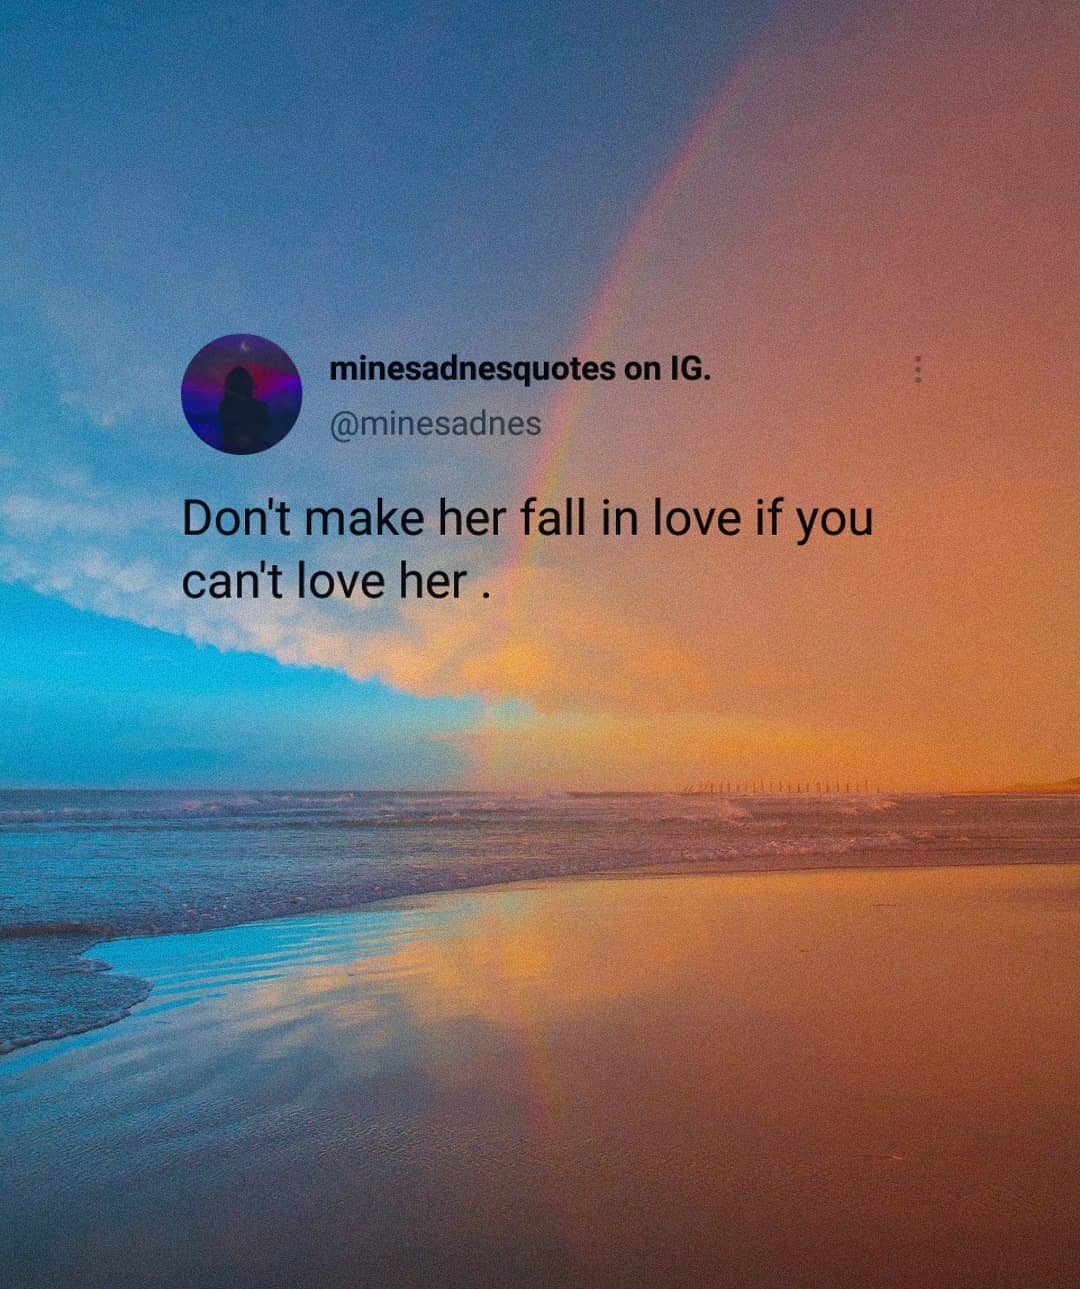 minesadnesquotes on IG.
@minesadnes
Don't make her fall in love if you
can't love her .